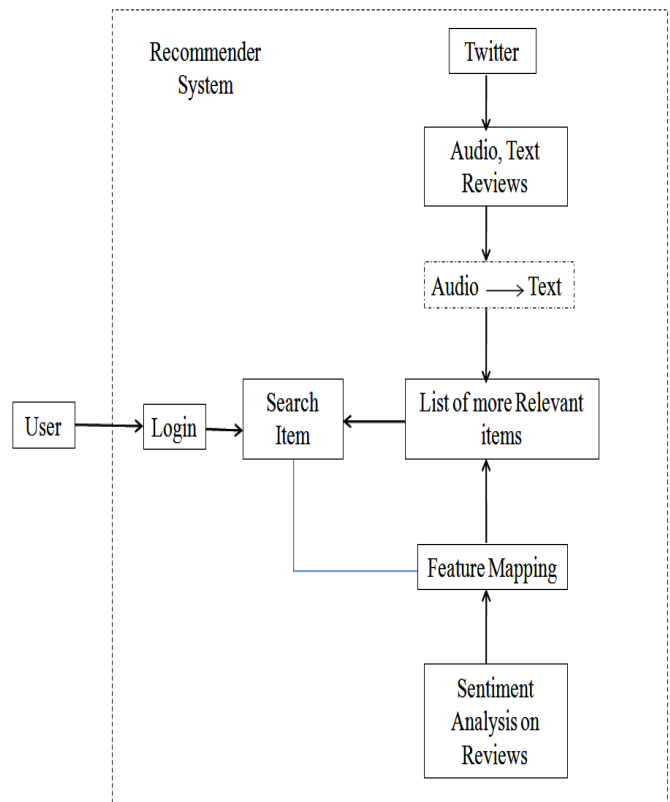 Recommender
System
Twitter
Audio, Text
Reviews
Audio → Text
User
Login
Search
Item
List of more Relevant
items
Feature Mapping
Sentiment
Analysis on
Reviews